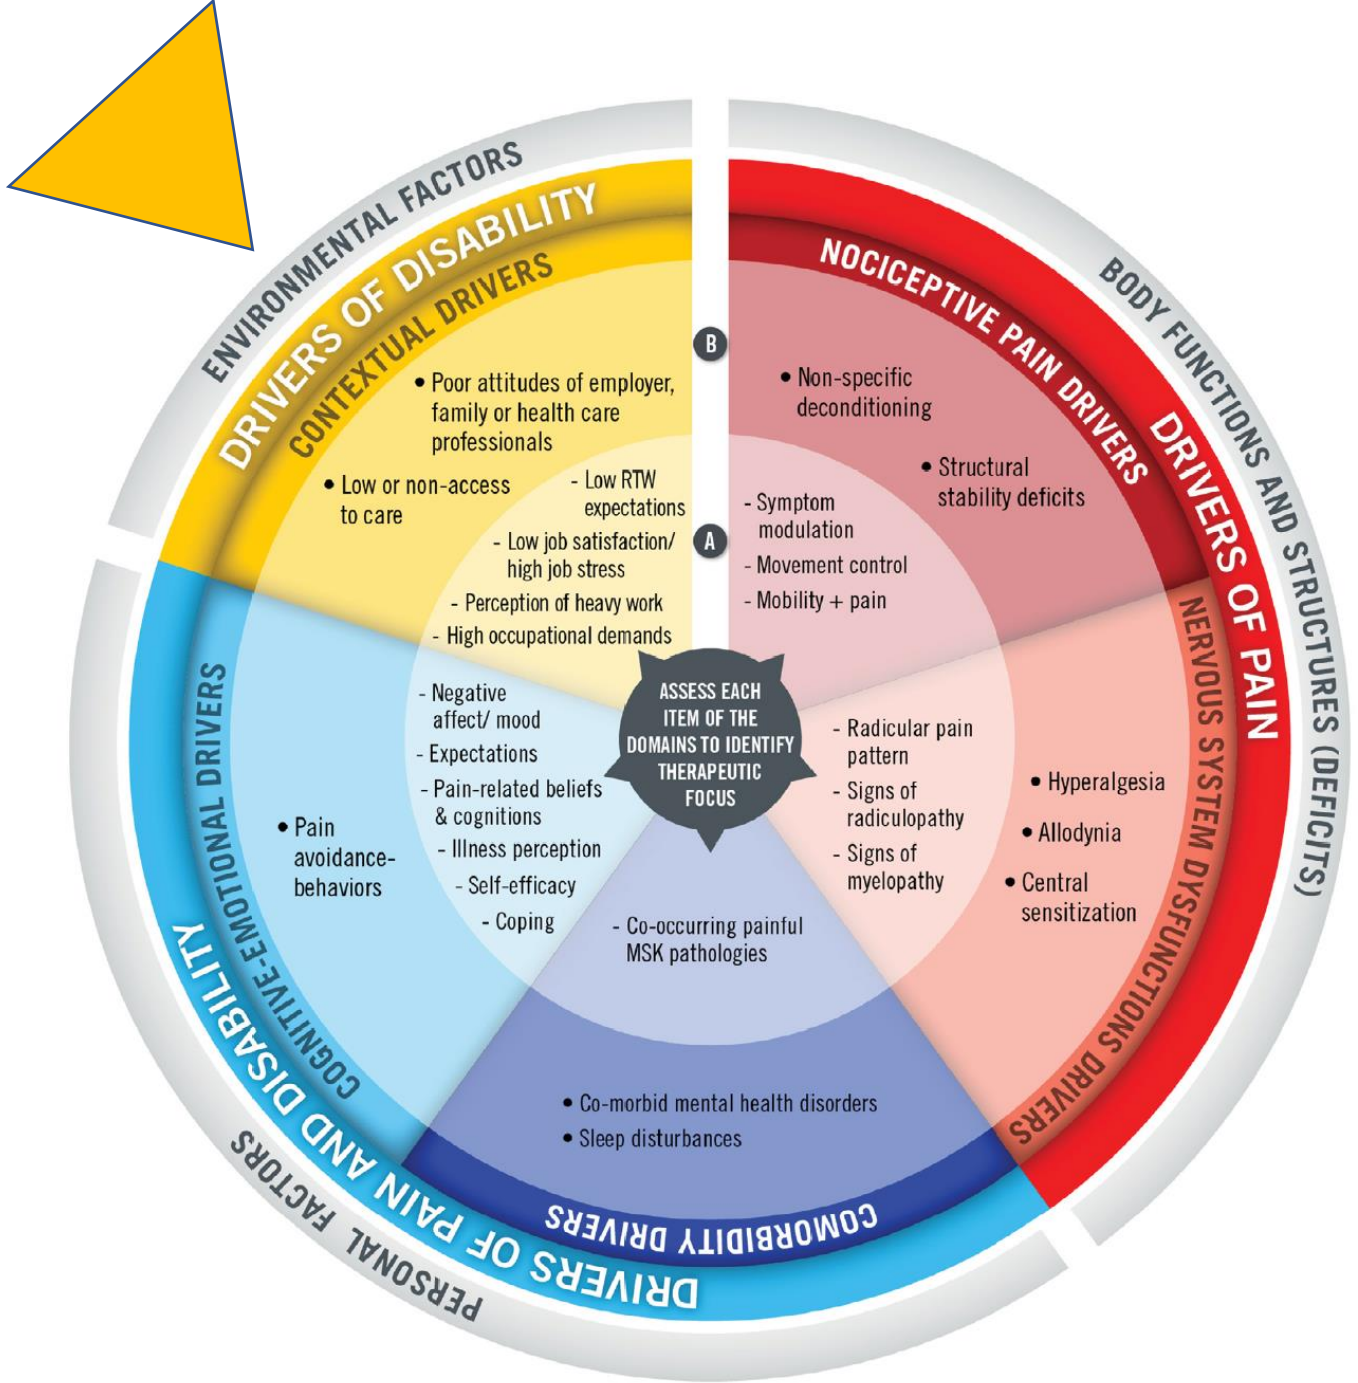 ENVIRONMENTAL FACTORS
DRIVERS OF DISABILITY
CONTEXTUAL DRIVERS
• Poor attitudes of employer,
family or health care
professionals
• Low or non-access
to care
- Low RTW
expectations
- Low job satisfaction/
high job stress
- Perception of heavy work
- High occupational demands
B
A
BODY FUNCTIONS AND STRUCTURES (DEFICITS)
DRIVERS OF PAIN
NOCICEPTIVE PAIN DRIVERS
• Non-specific
deconditioning
• Structural
stability deficits
- Symptom
modulation
- Movement control
- Mobility + pain
NERVOUS SYSTEM DYSFUNCTIONS DRIVERS
- Radicular pain
pattern
- Signs of
radiculopathy
- Signs of
myelopathy
• Hyperalgesia
• Allodynia
• Central
sensitization
ASSESS EACH
ITEM OF THE
DOMAINS TO IDENTIFY
THERAPEUTIC
FOCUS
PERSONAL FACTORS
DRIVERS OF PAIN AND DISABILITY
COGNITIVE-EMOTIONAL DRIVERS
- Negative
affect/ mood
- Expectations
- Pain-related beliefs
& cognitions
- Illness perception
- Self-efficacy
- Coping
• Pain
avoidance-
behaviors
- Co-occurring painful
MSK pathologies
• Co-morbid mental health disorders
• Sleep disturbances
COMORBIDITY DRIVERS